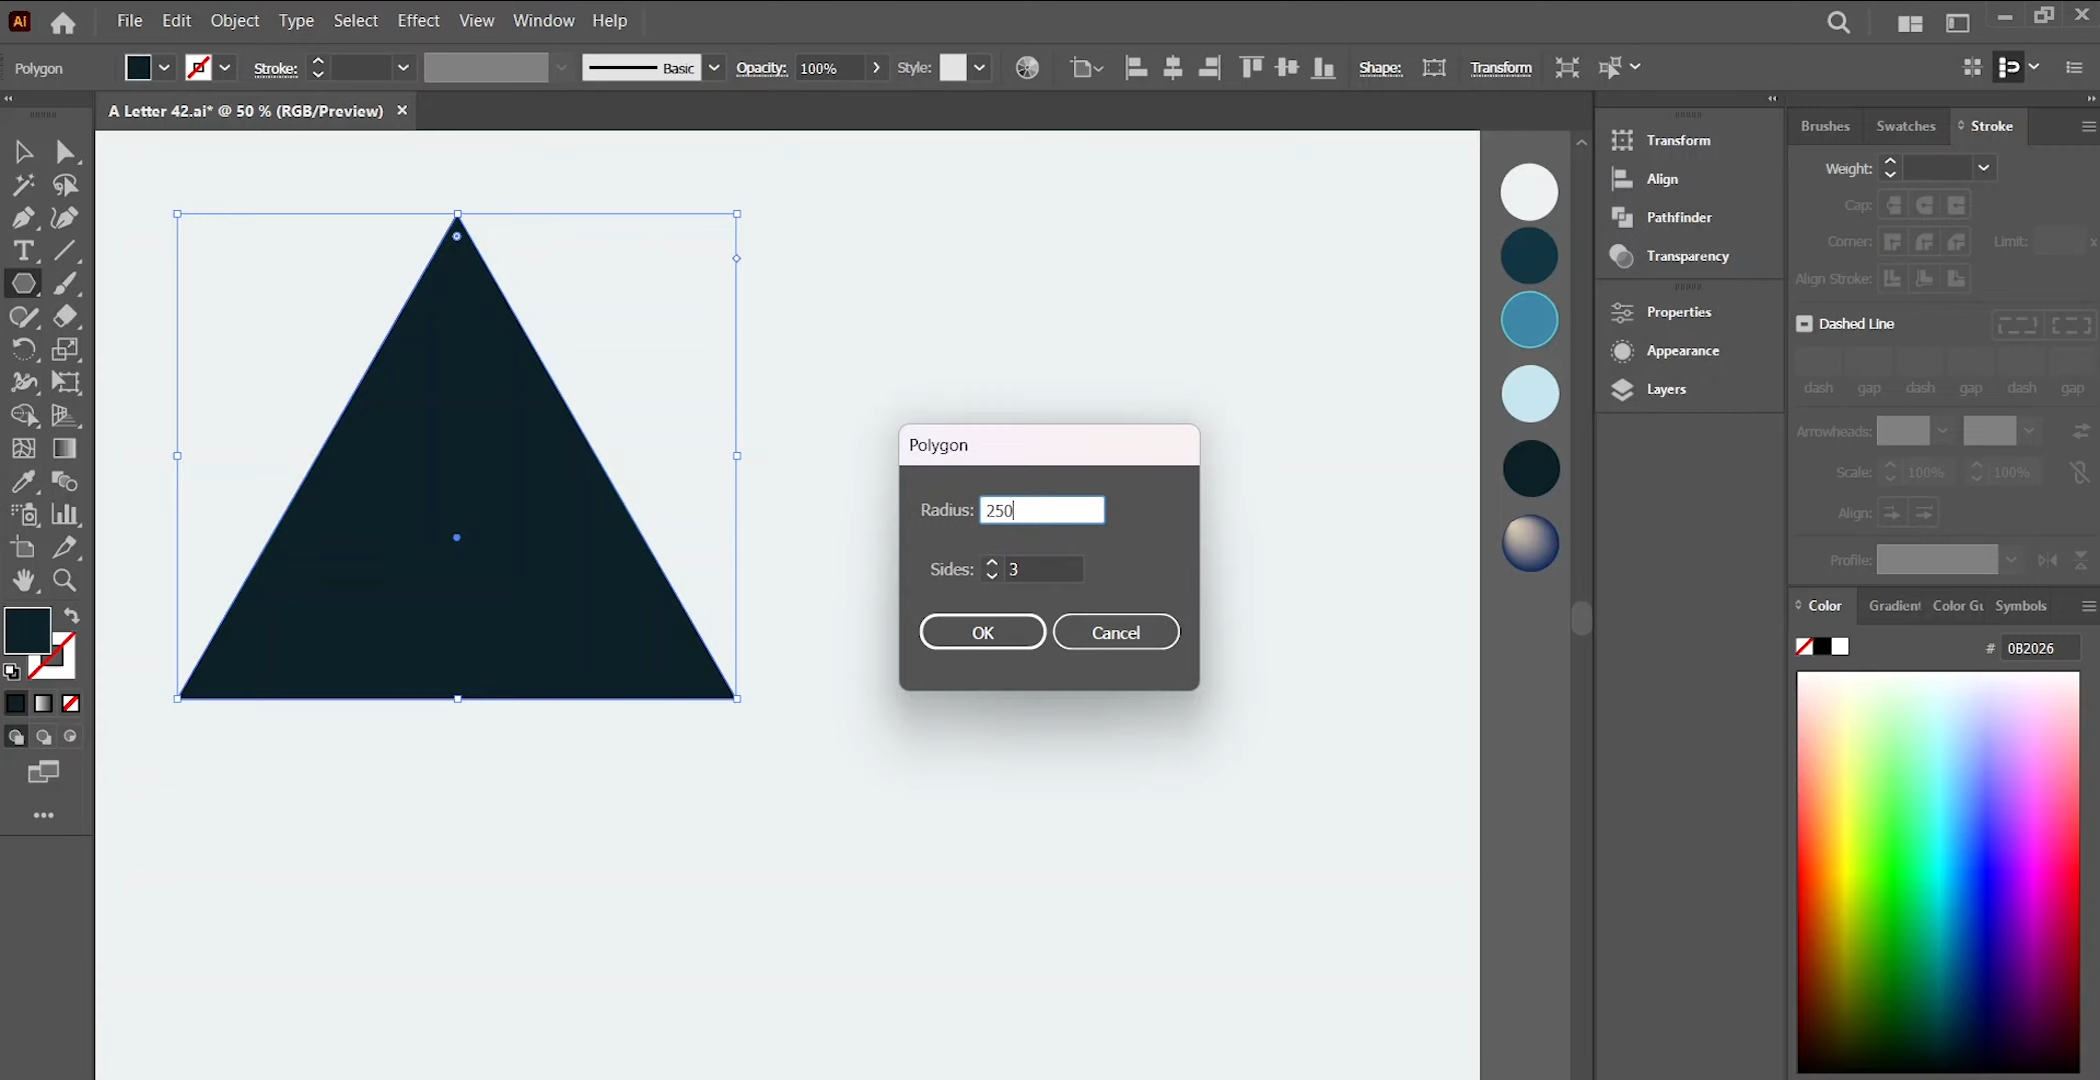 Ai File Edit Object Type Select Effect View Window Help
Polygon Stroke: Basic Opacity: 100% Style: Shape: Transform
A Letter 42.ai* @ 50 % (RGB/Preview) ×
Transform
Align
Pathfinder
Transparency
Properties
Appearance
Layers
Brushes Swatches Stroke
Weight:
Cap:
Corner: Limit: x
Align Stroke:
Dashed Line
dash gap dash gap dash gap
Arrowheads:
Scale: 100% 100%
Align:
Profile:
Polygon
Radius: 250
Sides: 3
OK Cancel
Color Gradient Color Gu Symbols
# 0B2026